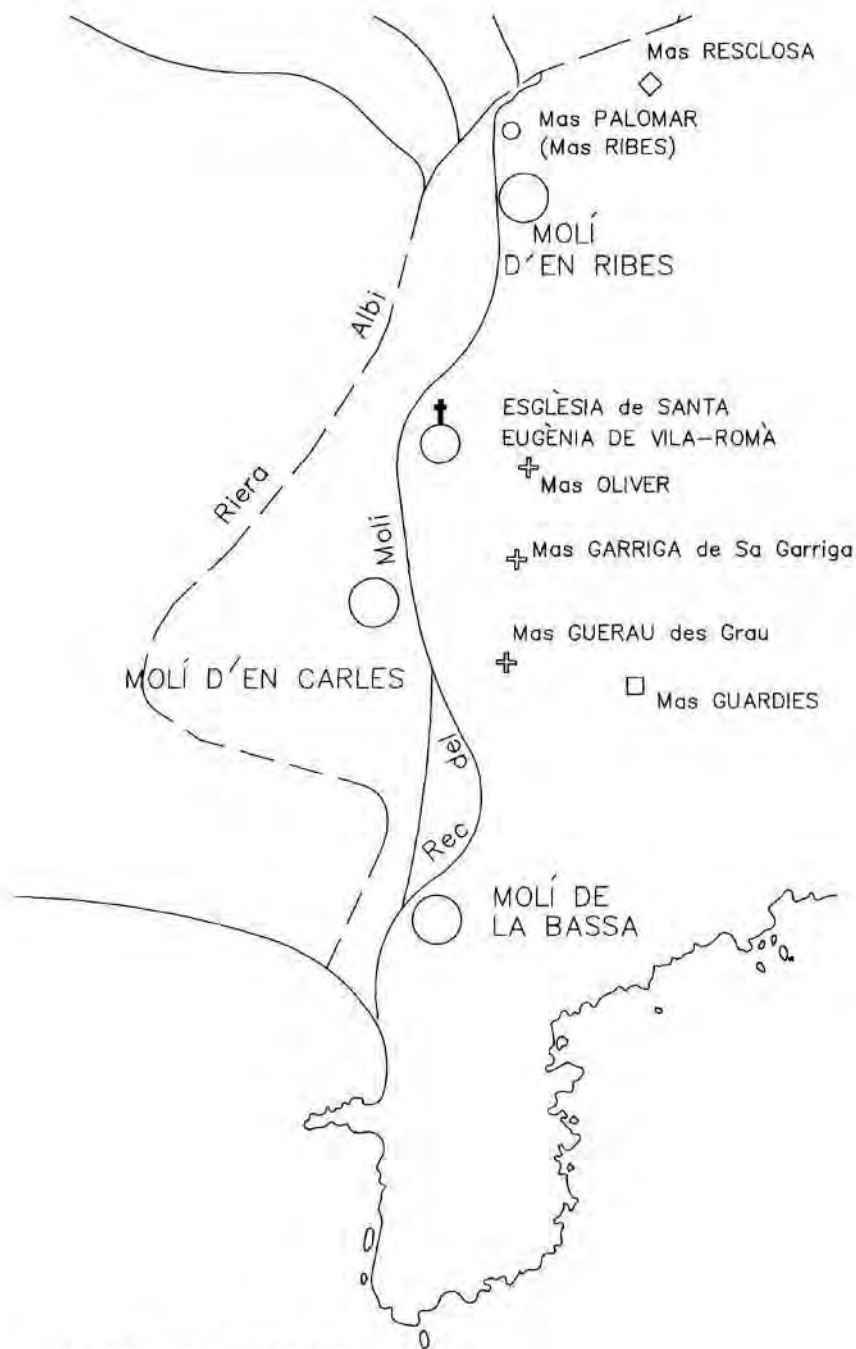 Mas RESCLOSA
Mas PALOMAR
(Mas RIBES)
MOLÍ
D'EN RIBES
Riera Albi
ESGLÈSIA de SANTA
EUGÈNIA DE VILA-ROMÀ
Mas OLIVER
Mas GARRIGA de Sa Garriga
Mas GUERAU des Grau
MOLÍ D'EN CARLES
Mas GUARDIES
Rec del Moli
MOLÍ DE
LA BASSA